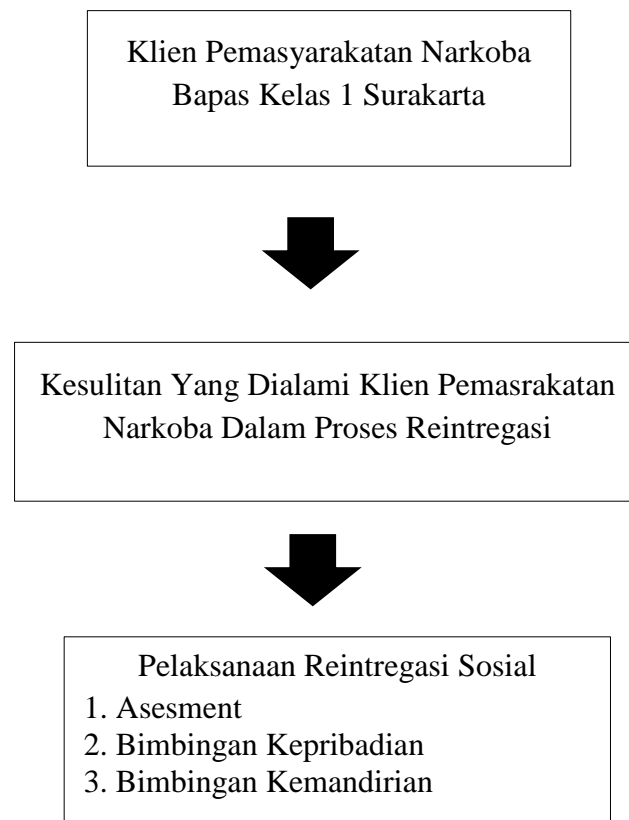 Klien Pemasyarakatan Narkoba
Bapas Kelas 1 Surakarta
Kesulitan Yang Dialami Klien Pemasrakatan
Narkoba Dalam Proses Reintregasi
Pelaksanaan Reintregasi Sosial
1. Asesment
2. Bimbingan Kepribadian
3. Bimbingan Kemandirian